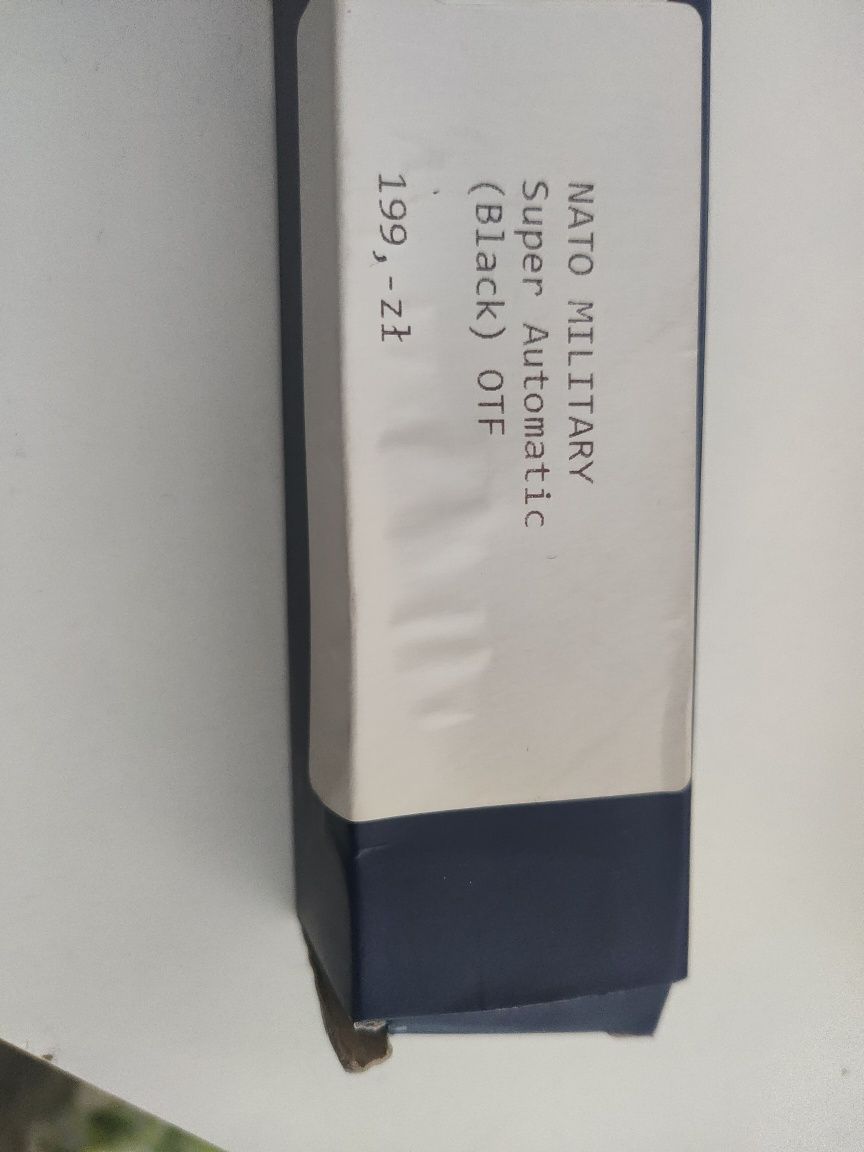 NATO MILITARY
Super Automatic
(Black) OTF
199,-zł